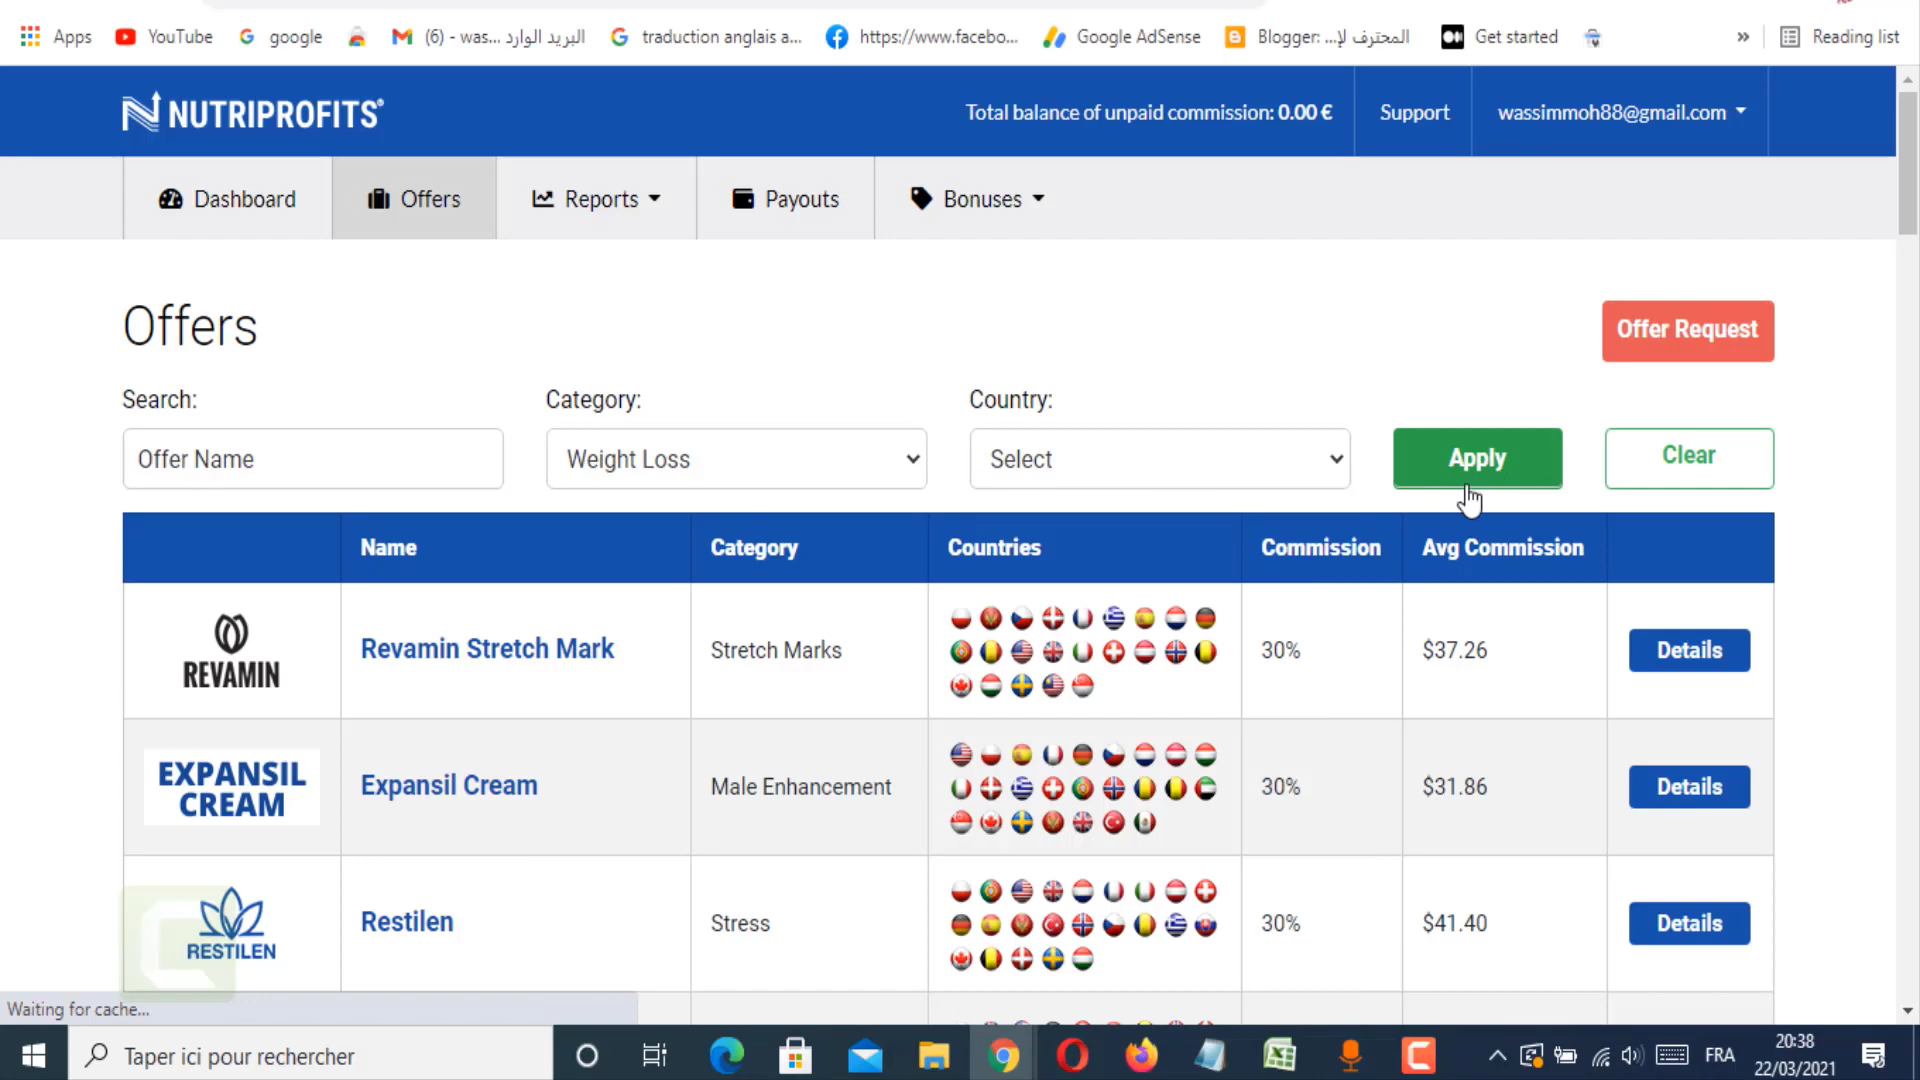 Apps YouTube google (6) - was... البريد الوارد traduction anglais a... https://www.facebo... Google AdSense Blogger: ...المحترف لإ Get started » Reading list
NUTRIPROFITS® Total balance of unpaid commission: 0.00 € Support wassimmoh88@gmail.com
Dashboard Offers Reports Payouts Bonuses
Offers
Offer Request
Search: Category: Country:
Offer Name Weight Loss Select Apply Clear
Name Category Countries Commission Avg Commission
REVAMIN Revamin Stretch Mark Stretch Marks 30% $37.26 Details
EXPANSIL CREAM Expansil Cream Male Enhancement 30% $31.86 Details
RESTILEN Restilen Stress 30% $41.40 Details
Waiting for cache...
Taper ici pour rechercher FRA 20:38
22/03/2021